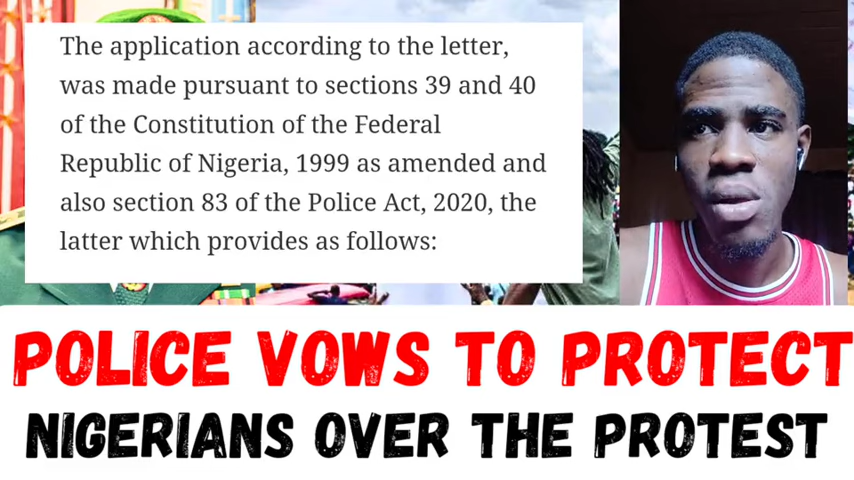 The application according to the letter,
was made pursuant to sections 39 and 40
of the Constitution of the Federal
Republic of Nigeria, 1999 as amended and
also section 83 of the Police Act, 2020, the
latter which provides as follows:
POLICE VOWS TO PROTECT
NIGERIANS OVER THE PROTEST